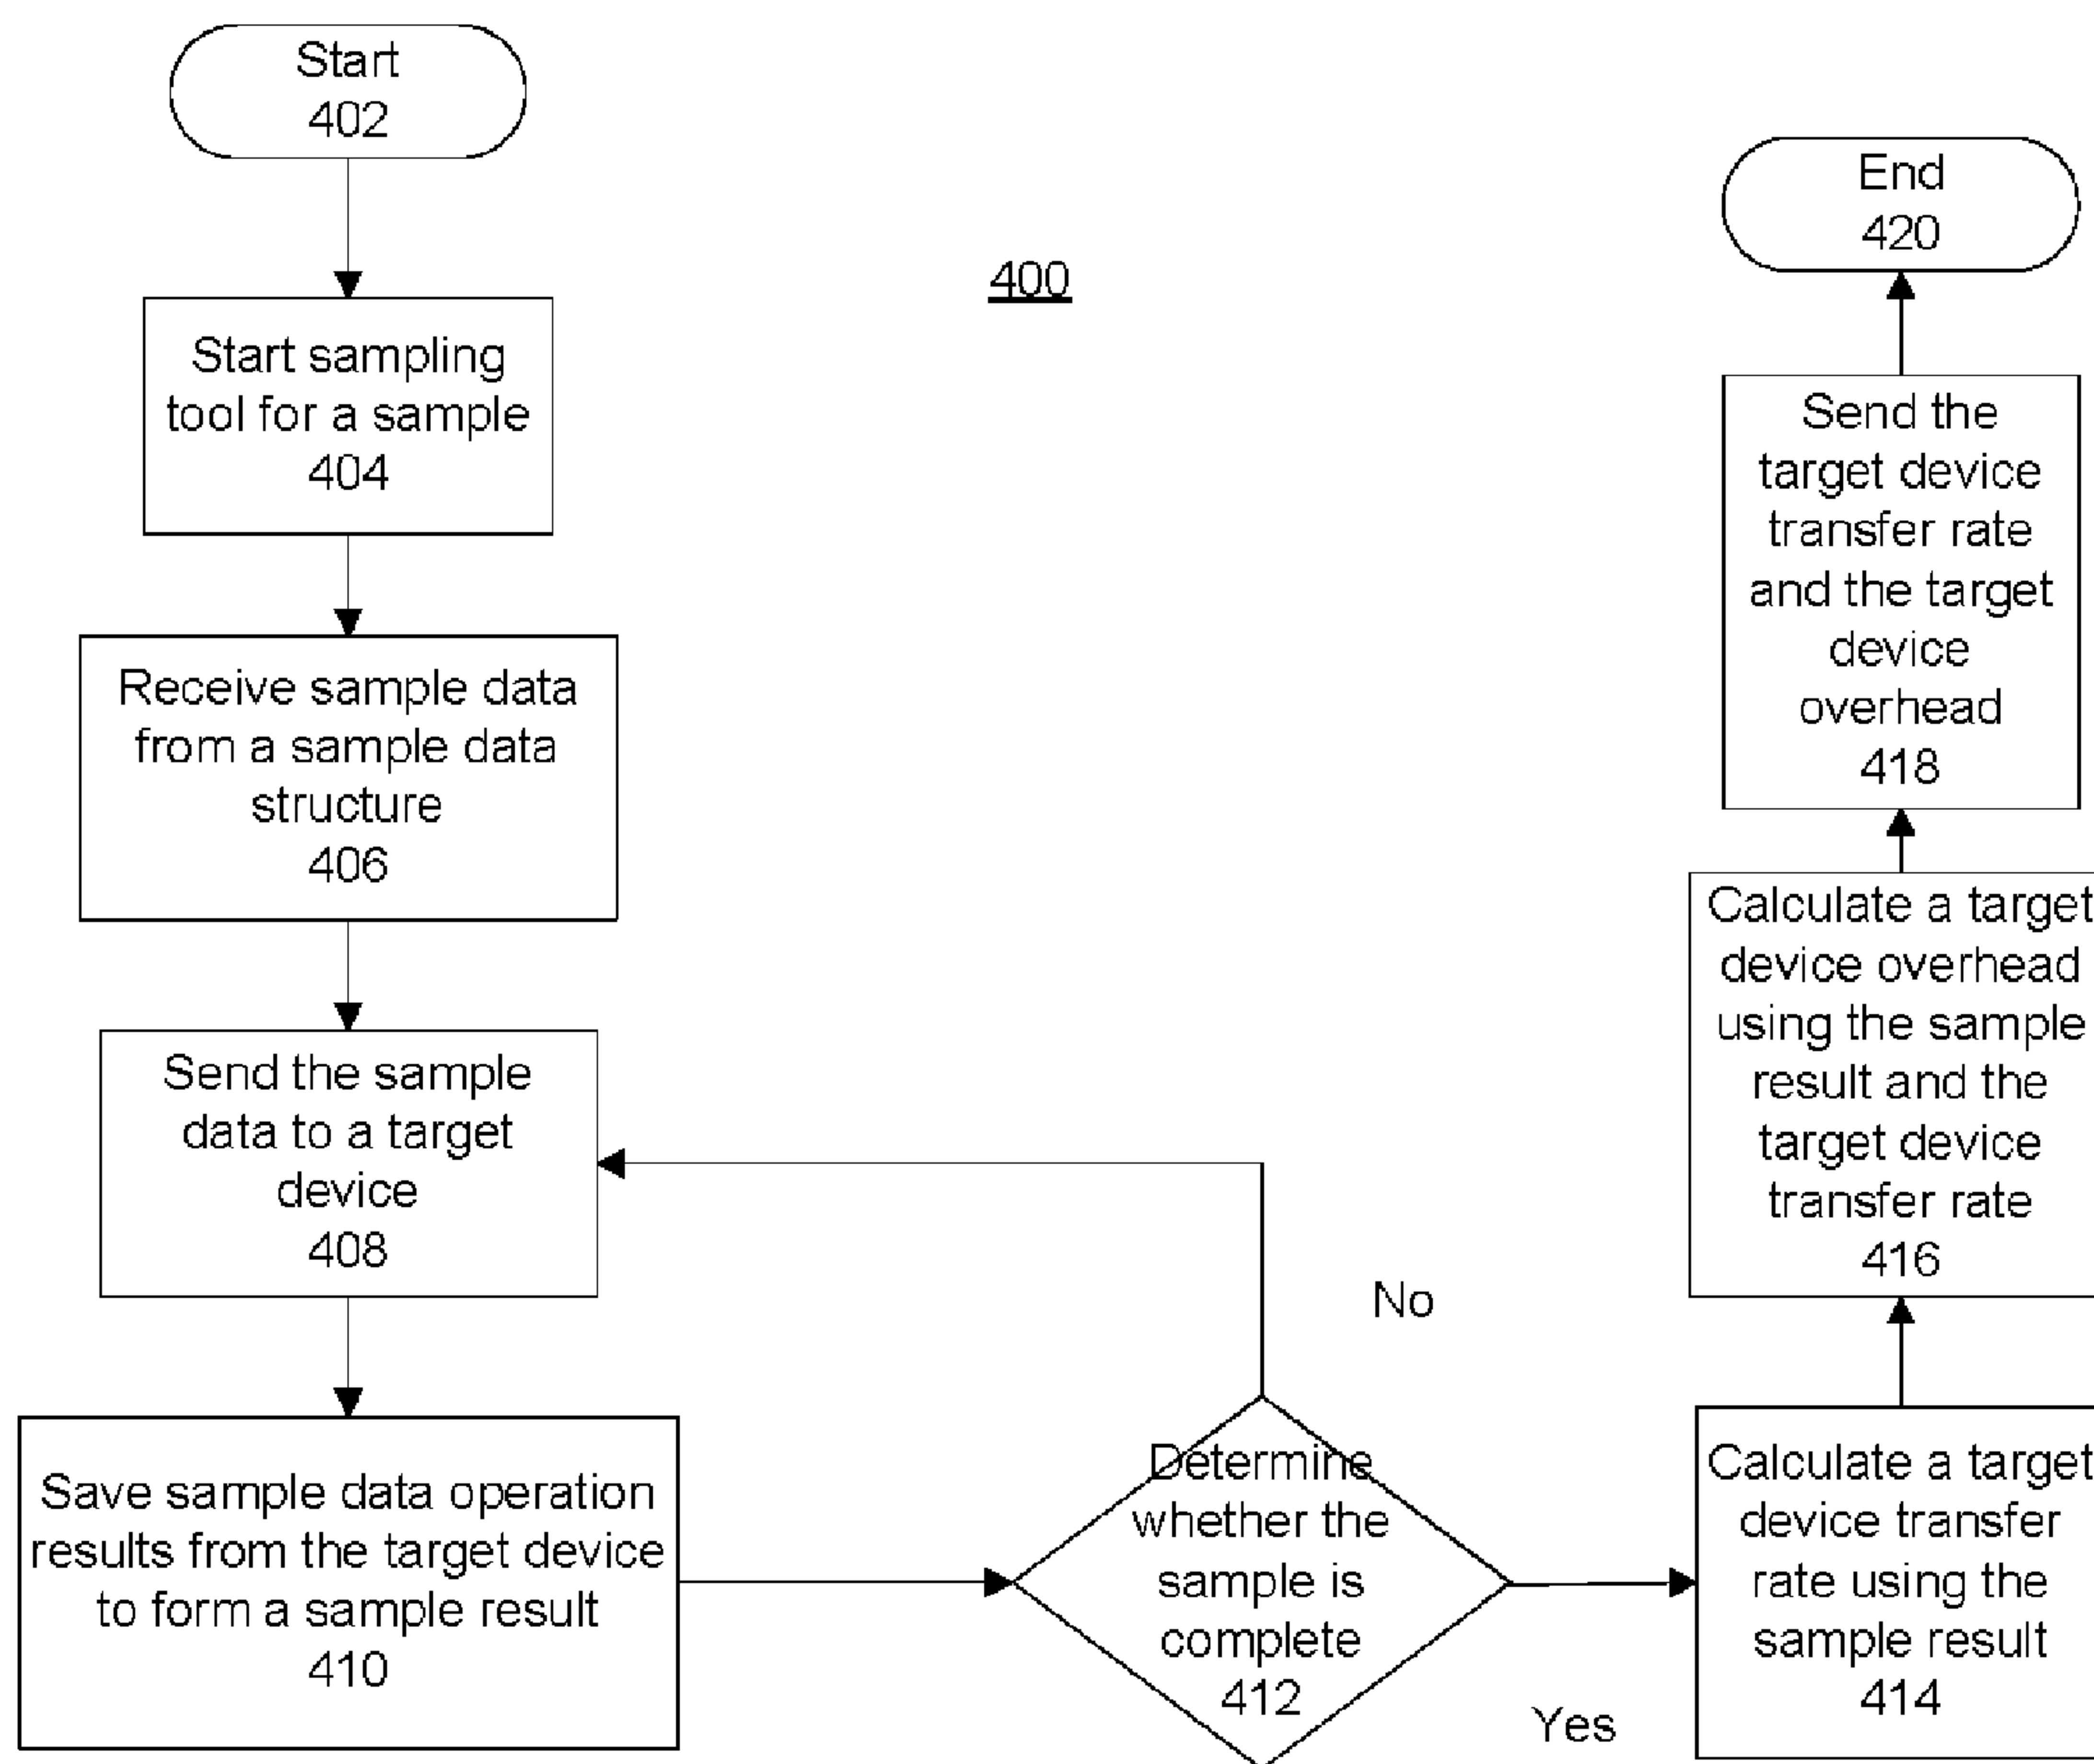 Start
402
Start sampling
tool for a sample
404
Receive sample data
from a sample data
structure
406
Send the sample
data to a target
device
408
Save sample data operation
results from the target device
to form a sample result
410
400
No
Determine
whether the
sample is
complete
412
Yes
Calculate a target
device transfer
rate using the
sample result
414
Calculate a target
device overhead
using the sample
result and the
target device
transfer rate
416
Send the
target device
transfer rate
and the target
device
overhead
418
End
420